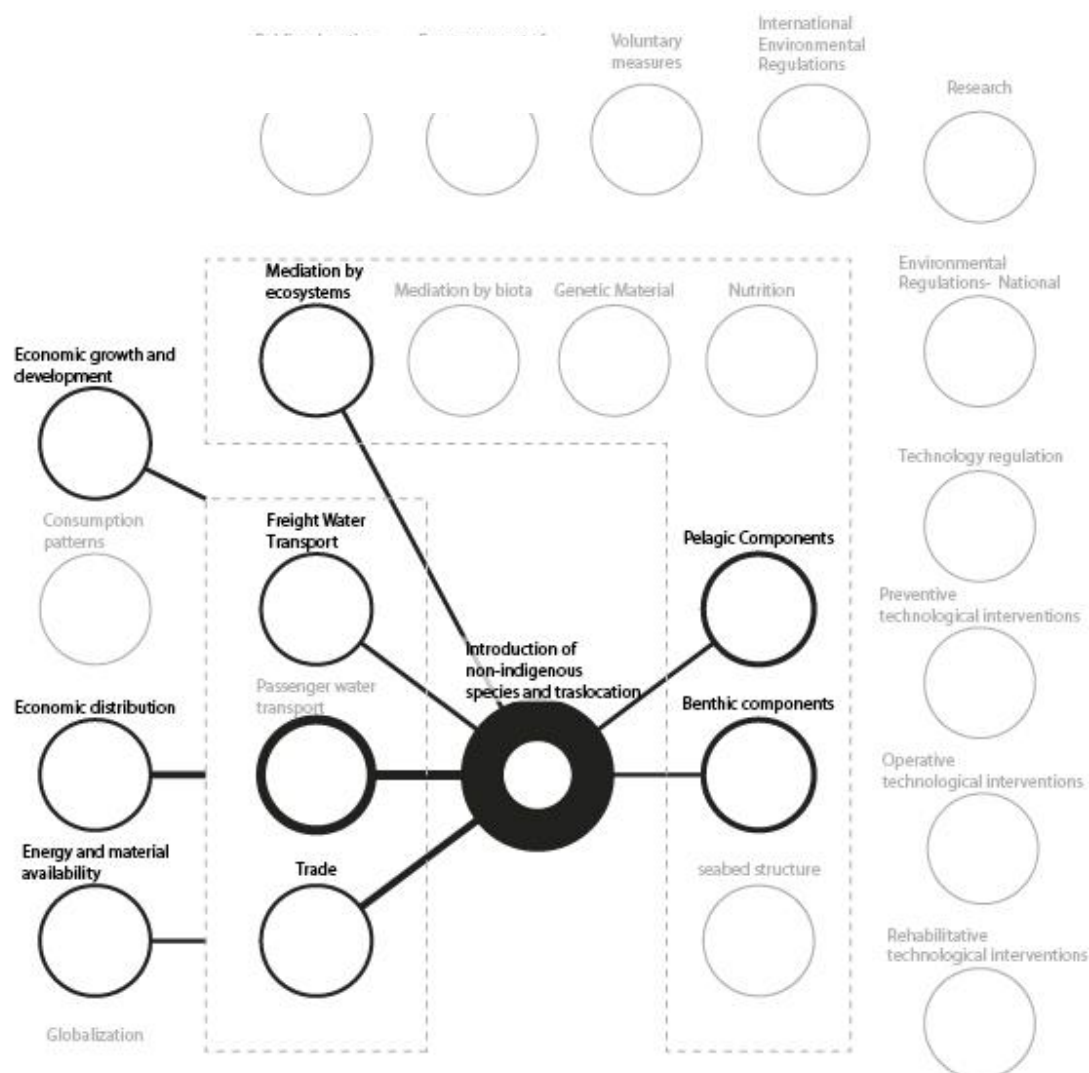 Voluntary
measures
International
Environmental
Regulations
Research
Mediation by
ecosystems
Mediation by biota
Genetic Material
Nutrition
Environmental
Regulations- National
Economic growth and
development
Consumption
patterns
Freight Water
Transport
Technology regulation
Pelagic Components
Preventive
technological interventions
Introduction of
non-indigenous
species and traslocation
Passenger water
transport
Economic distribution
Benthic components
Operative
technological interventions
Energy and material
availability
Trade
seabed structure
Rehabilitative
technological interventions
Globalization